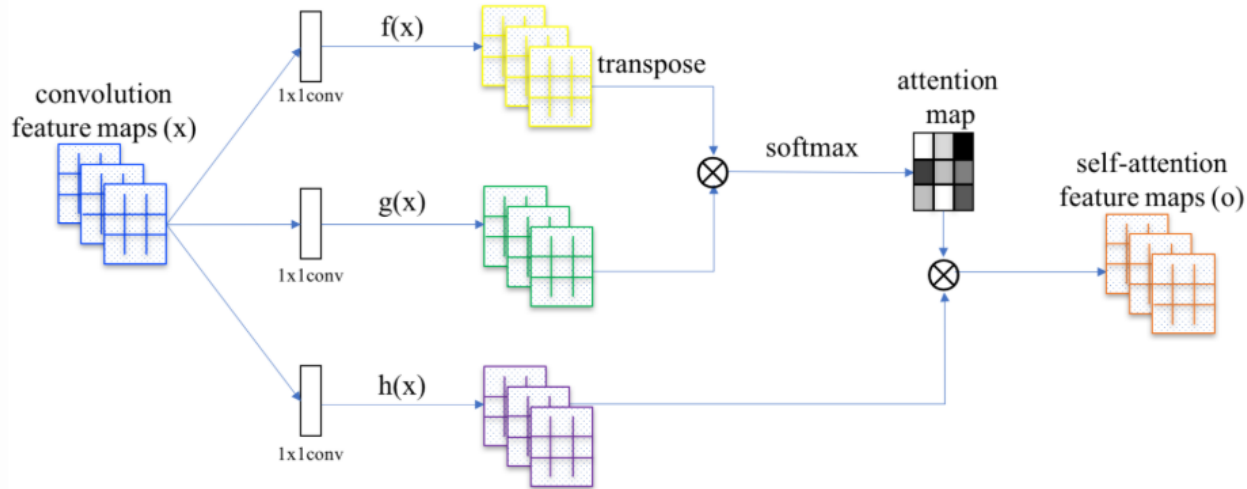 convolution
feature maps (x)
1x1conv
f(x)
transpose
1x1conv
g(x)
softmax
attention
map
self-attention
feature maps (o)
1x1conv
h(x)